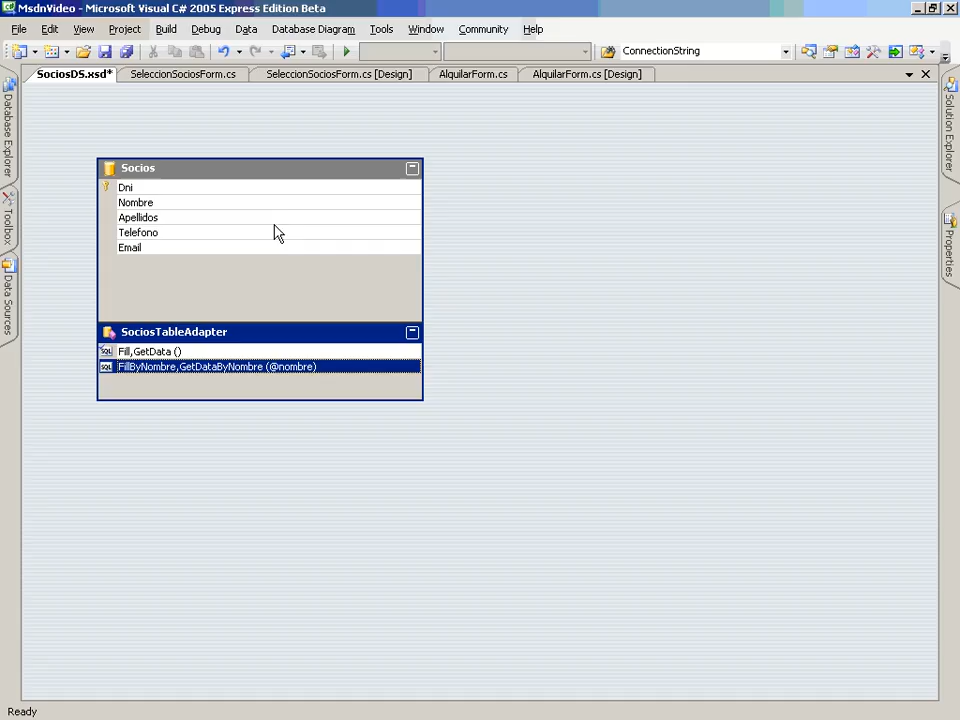 MsdnVideo - Microsoft Visual C# 2005 Express Edition Beta
File Edit View Project Build Debug Data Database Diagram Tools Window Community Help
ConnectionString
SociosDS.xsd* SeleccionSociosForm.cs SeleccionSociosForm.cs [Design] AlquilarForm.cs AlquilarForm.cs [Design]
Database Explorer
Toolbox
Data Sources
Socios
Dni
Nombre
Apellidos
Telefono
Email
SociosTableAdapter
SQL Fill,GetData ()
SQL FillByNombre,GetDataByNombre (@nombre)
Solution Explorer
Properties
Ready